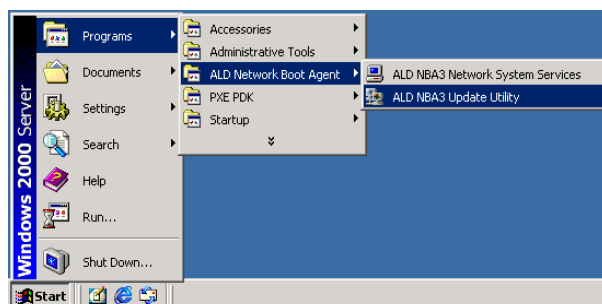 Windows 2000 Server
Programs
Documents
Settings
Search
Help
Run...
Shut Down...
Accessories
Administrative Tools
ALD Network Boot Agent
PXE PDK
Startup
ALD NBA3 Network System Services
ALD NBA3 Update Utility
Start